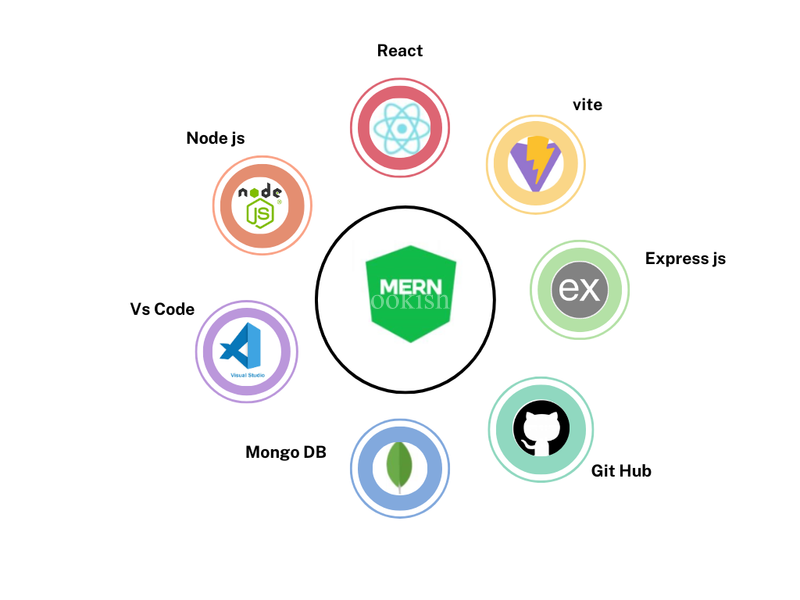 React
vite
Node js
node
JS
Express js
ex
MERN
ookish
Vs Code
Visual Studio
Mongo DB
Git Hub